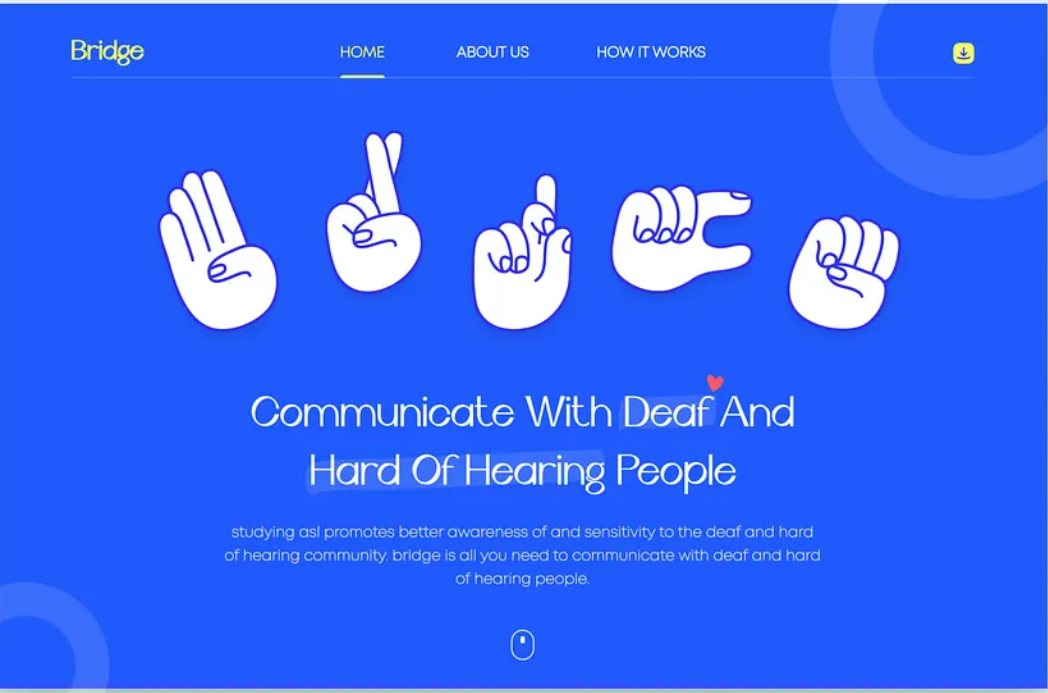 Bridge
HOME
ABOUT US
HOW IT WORKS
Communicate With Deaf And
Hard Of Hearing People
studying asl promotes better awareness of and sensitivity to the deaf and hard
of hearing community. bridge is all you need to communicate with deaf and hard
of hearing people.